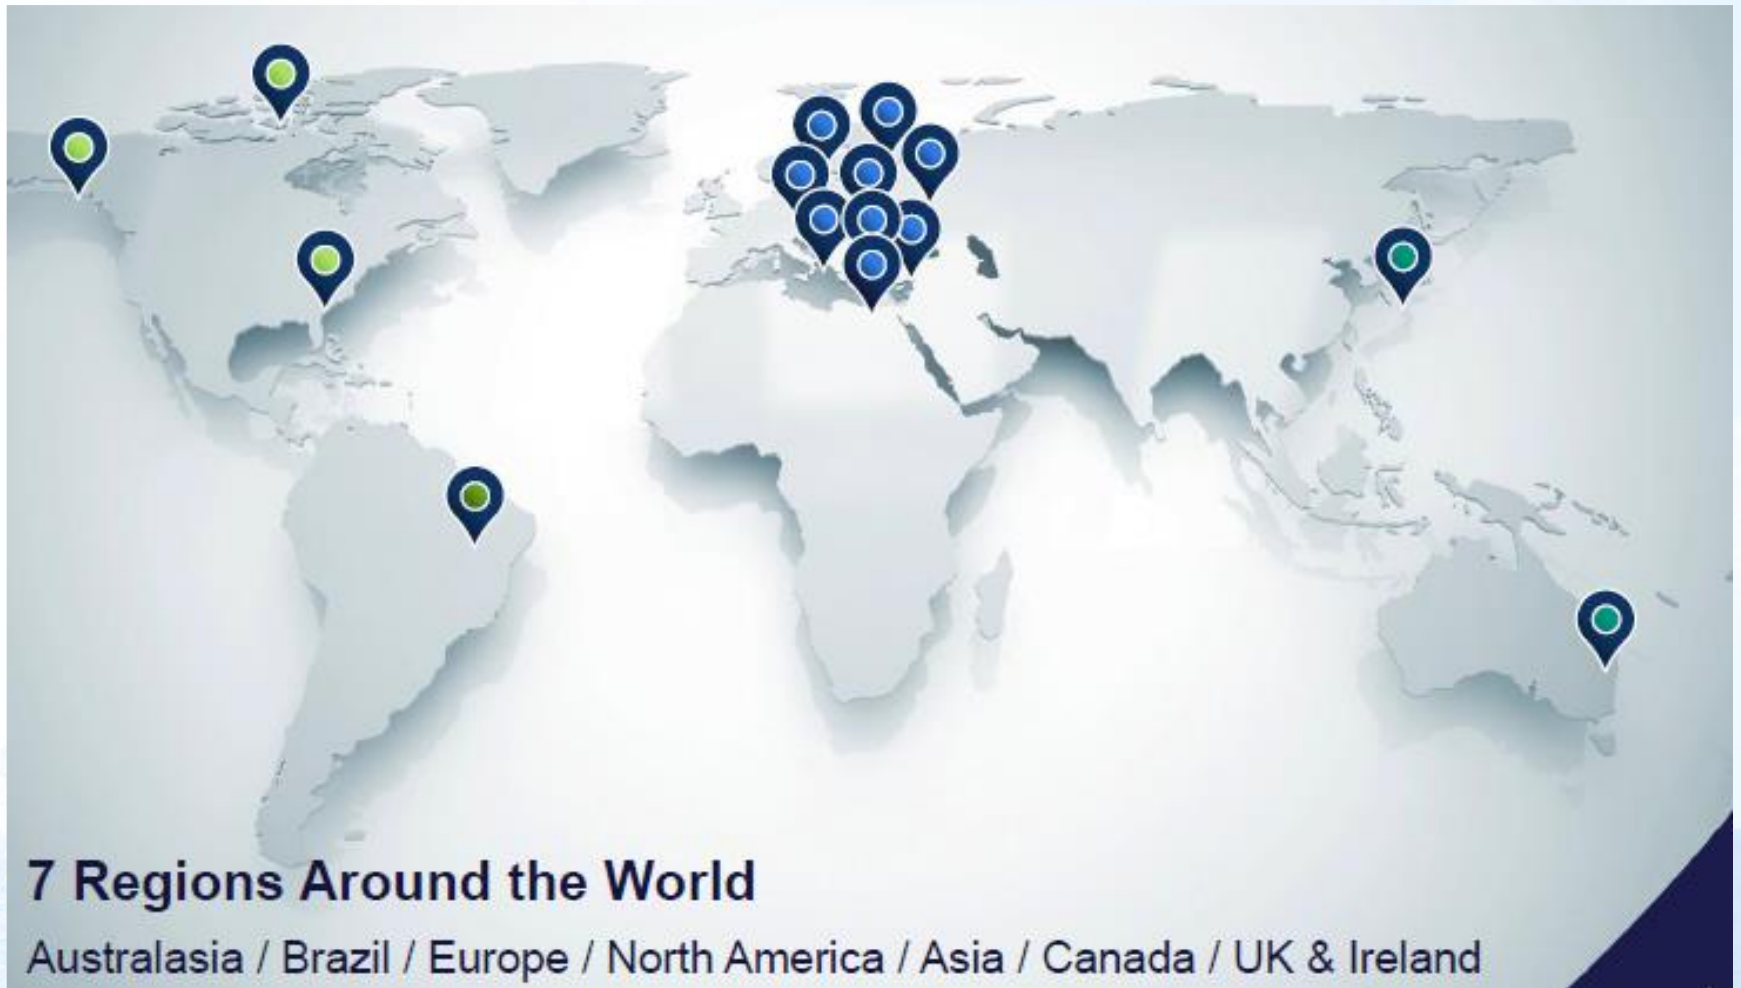 7 Regions Around the World
Australasia / Brazil / Europe / North America / Asia / Canada / UK & Ireland